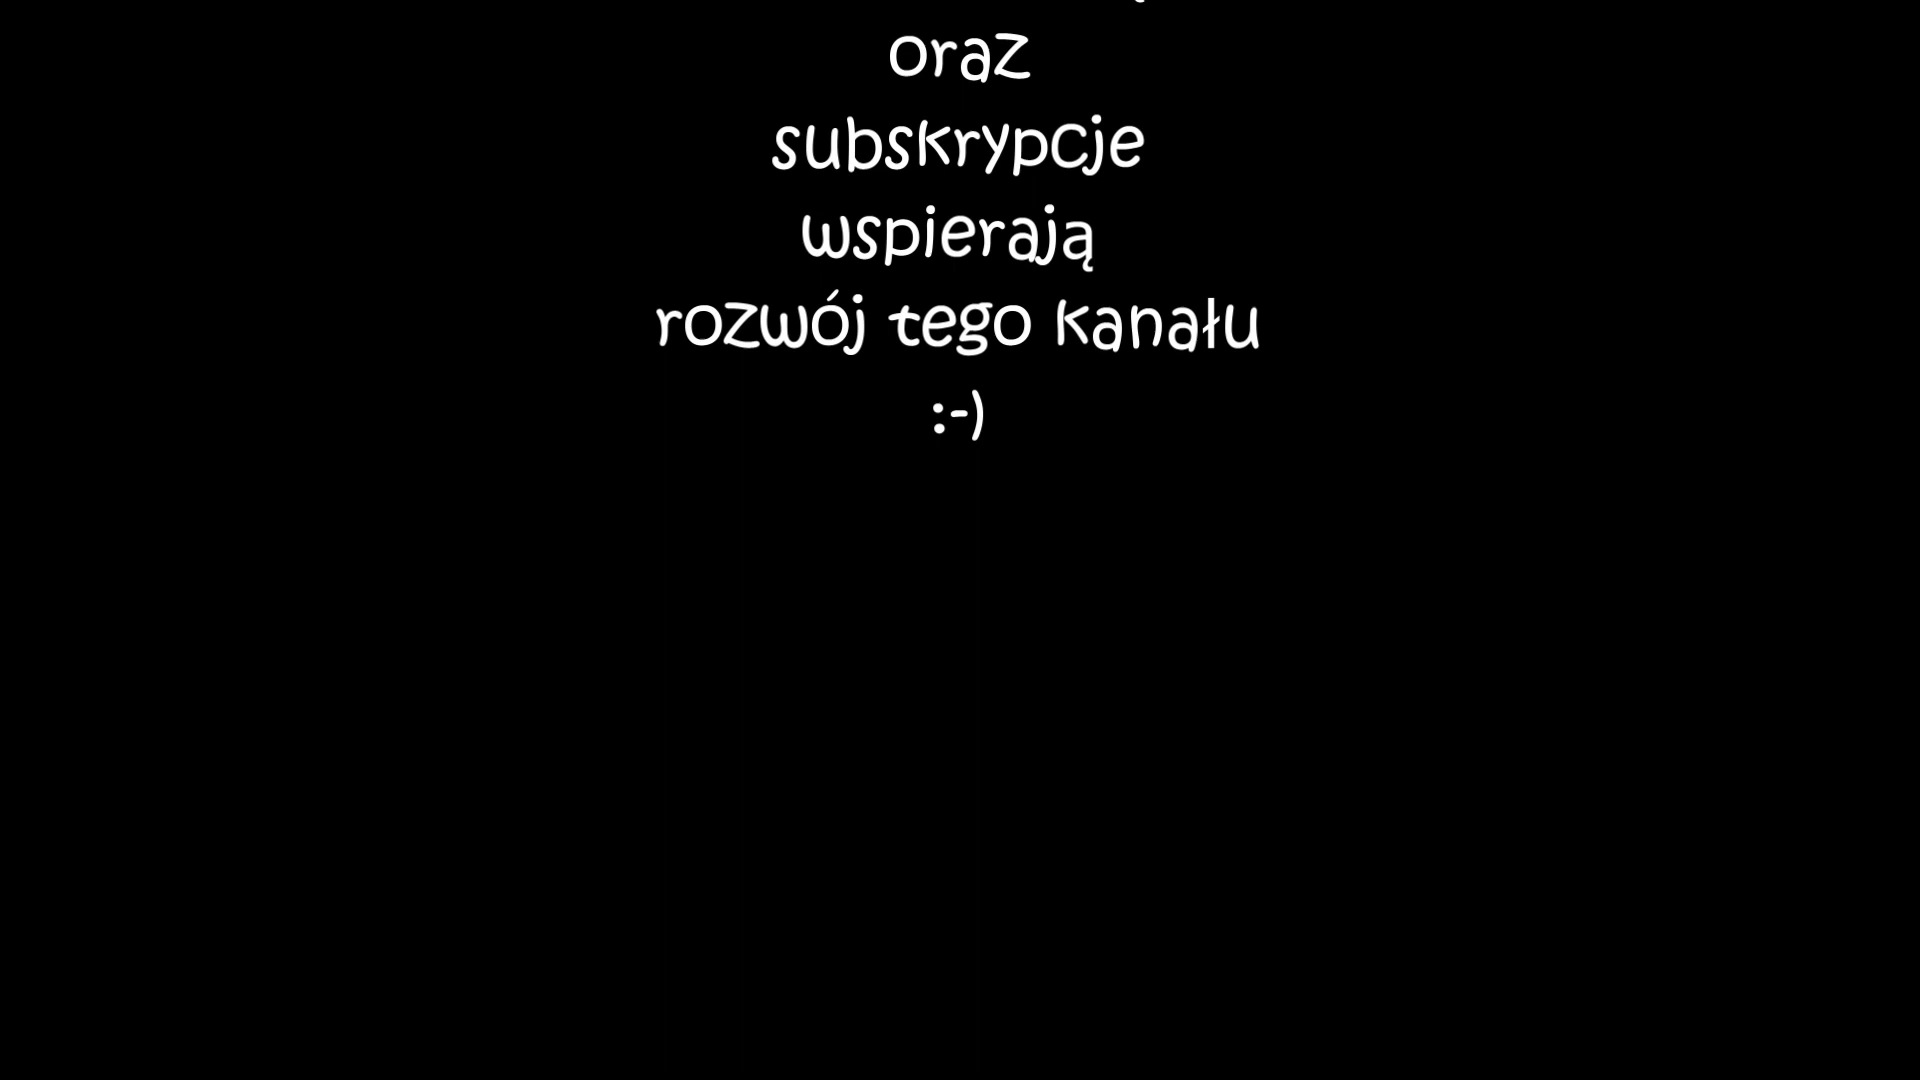 oraz
subskrypcje
wspierają
rozwój tego kanału
:-)